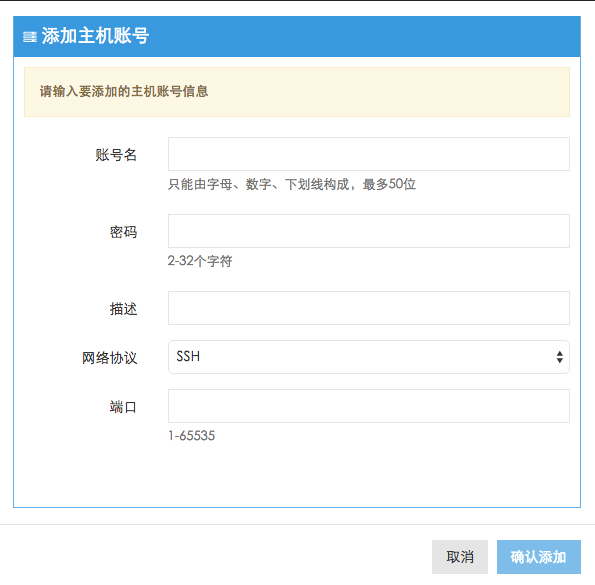 添加主机账号
请输入要添加的主机账号信息
账号名
只能由字母、数字、下划线构成，最多50位
密码
2-32个字符
描述
网络协议 SSH
端口
1-65535
取消 确认添加